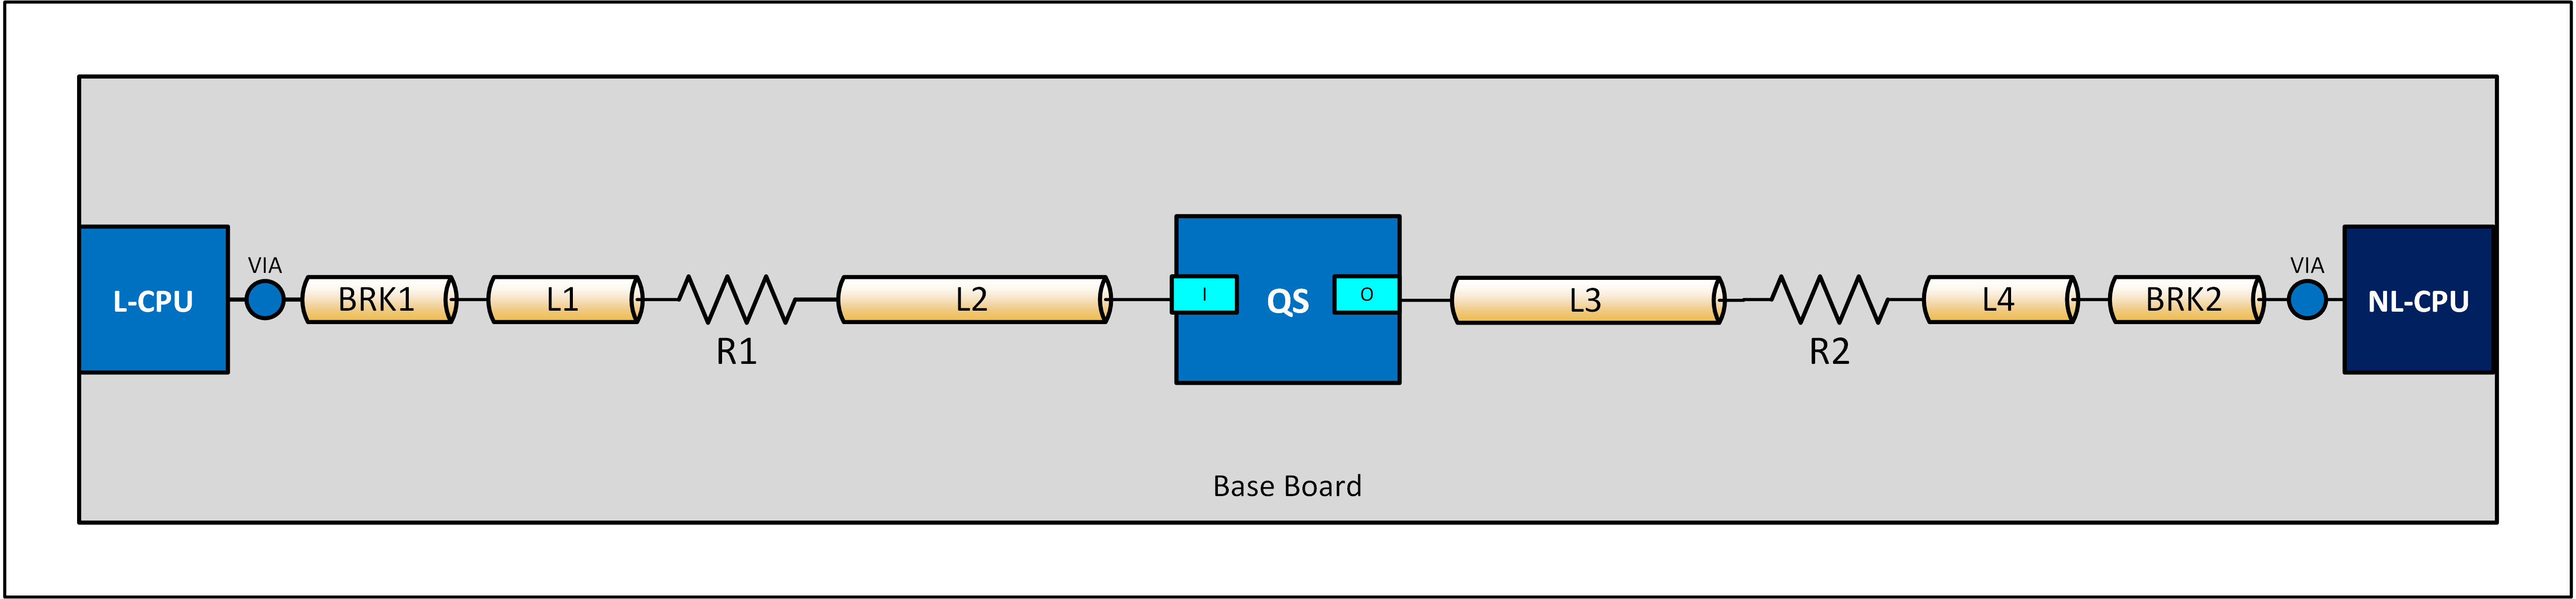 VIA
VIA
L-CPU
BRK1
L1
L2
I
QS
O
L3
L4
BRK2
NL-CPU
R1
R2
Base Board